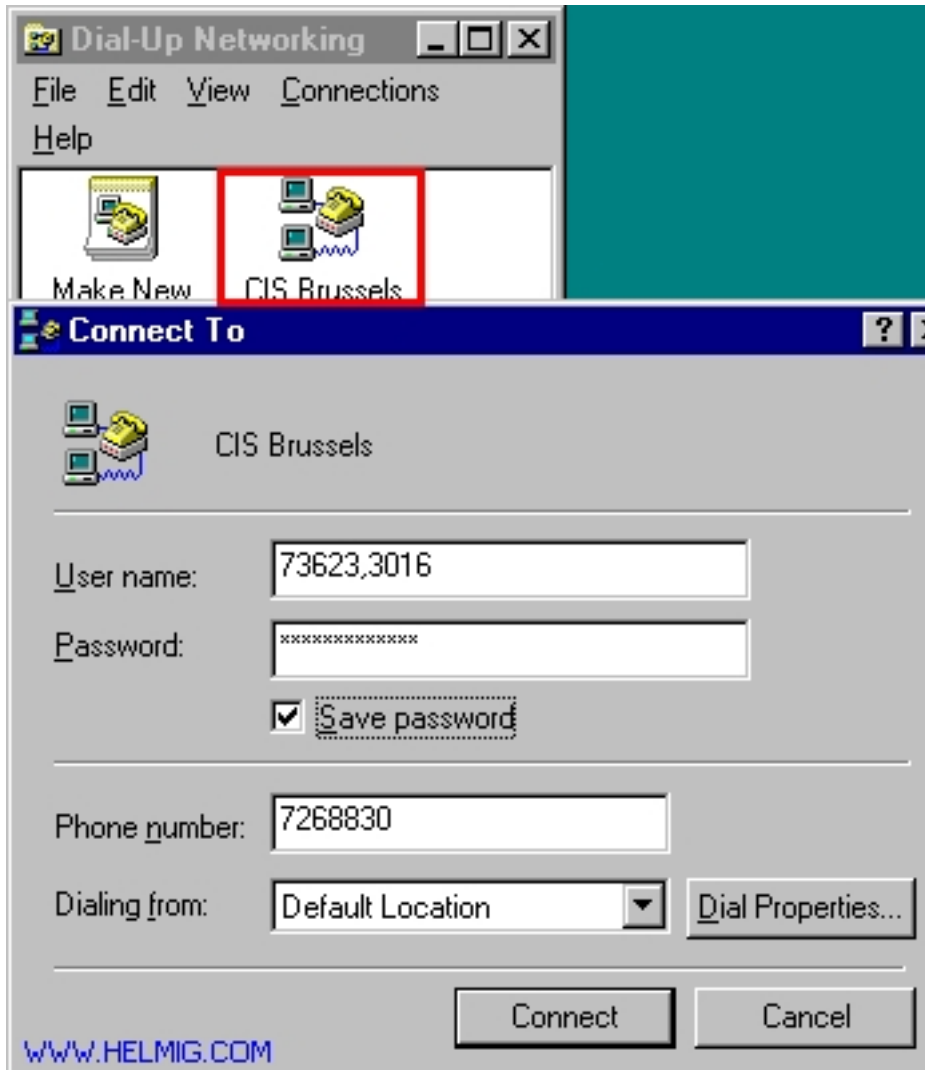 Dial-Up Networking
File Edit View Connections
Help
Make New CIS Brussels
Connect To
CIS Brussels
User name: 73623,3016
Password: *************
Save password
Phone number: 7268830
Dialing from: Default Location Dial Properties...
Connect Cancel
WWW.HELMIG.COM